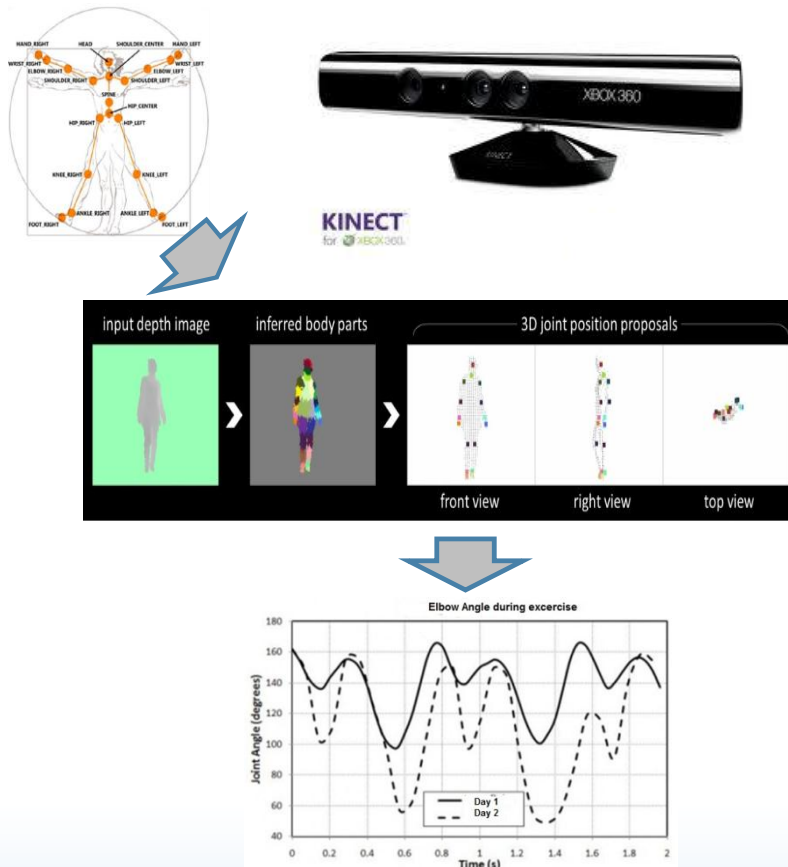 HEAD
SHOULDER_CENTER
HAND_RIGHT
HAND_LEFT
WRIST_RIGHT
WRIST_LEFT
ELBOW_RIGHT
ELBOW_LEFT
SHOULDER_RIGHT
SHOULDER_LEFT
SPINE
HIP_CENTER
HIP_RIGHT
HIP_LEFT
KNEE_RIGHT
KNEE_LEFT
ANKLE_RIGHT
ANKLE_LEFT
FOOT_RIGHT
FOOT_LEFT
XBOX 360
KINECT
KINECT
for XBOX 360.
input depth image
inferred body parts
3D joint position proposals
front view
right view
top view
Elbow Angle during excercise
Joint Angle (degrees)
180
160
140
120
100
80
60
40
Day 1
Day 2
0 0.2 0.4 0.6 0.8 1 1.2 1.4 1.6 1.8 2
Time (s)